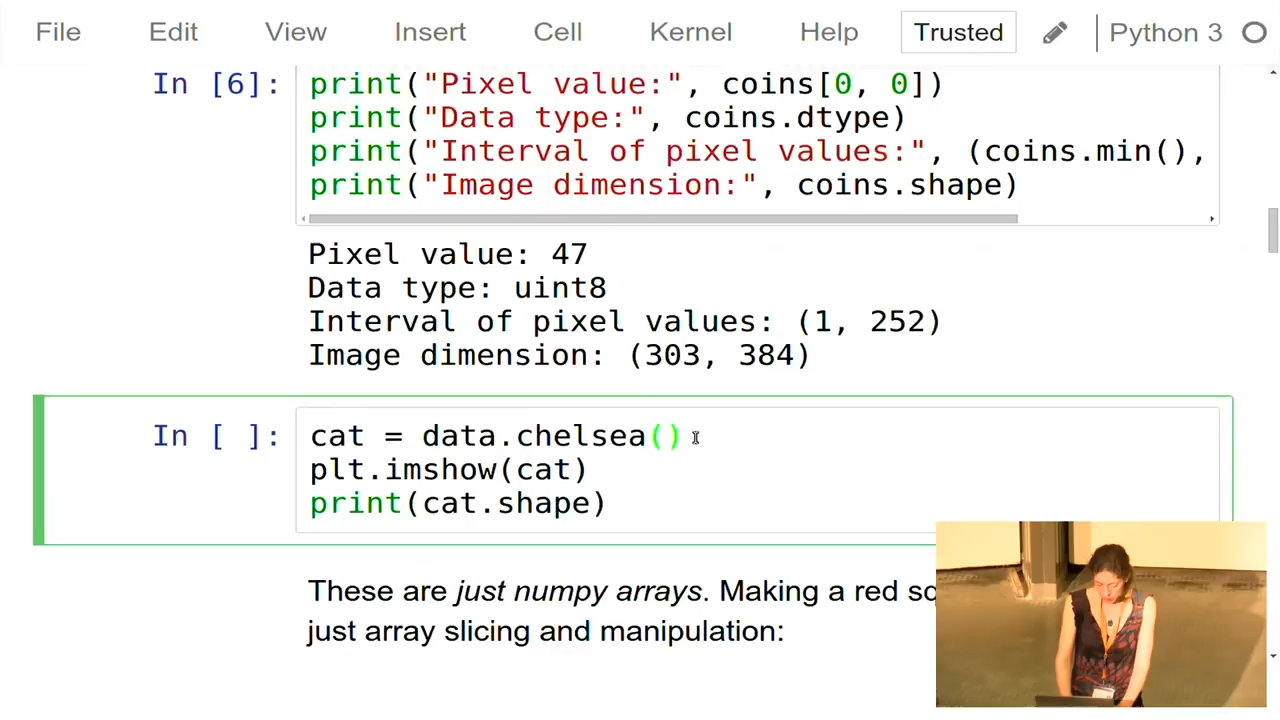 File Edit View Insert Cell Kernel Help Trusted Python 3
In [6]: print("Pixel value:", coins[0, 0])
print("Data type:", coins.dtype)
print("Interval of pixel values:", (coins.min(),
print("Image dimension:", coins.shape)
Pixel value: 47
Data type: uint8
Interval of pixel values: (1, 252)
Image dimension: (303, 384)
In [ ]: cat = data.chelsea()
plt.imshow(cat)
print(cat.shape)
These are just numpy arrays. Making a red
just array slicing and manipulation: